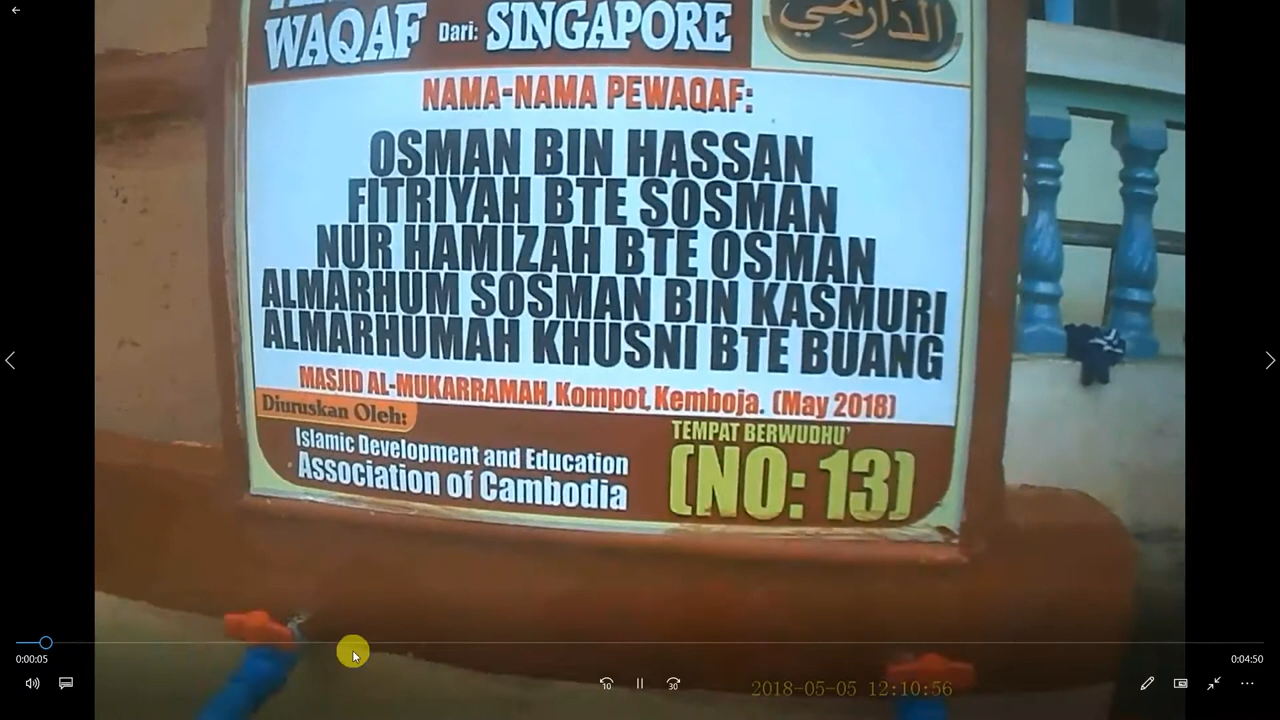 WAQAF Dari: SINGAPORE
الدارمي
NAMA-NAMA PEWAQAF:
OSMAN BIN HASSAN
FITRIYAH BTE SOSMAN
NUR HAMIZAH BTE OSMAN
ALMARHUM SOSMAN BIN KASMURI
ALMARHUMAH KHUSNI BTE BUANG
MASJID AL-MUKARRAMAH, Kompot, Kemboja. (May 2018)
Diuruskan Oleh:
Islamic Development and Education
Association of Cambodia
TEMPAT BERWUDHU'
(NO: 13)
0:00:05
0:04:50
10
30
2018-05-05 12:10:56